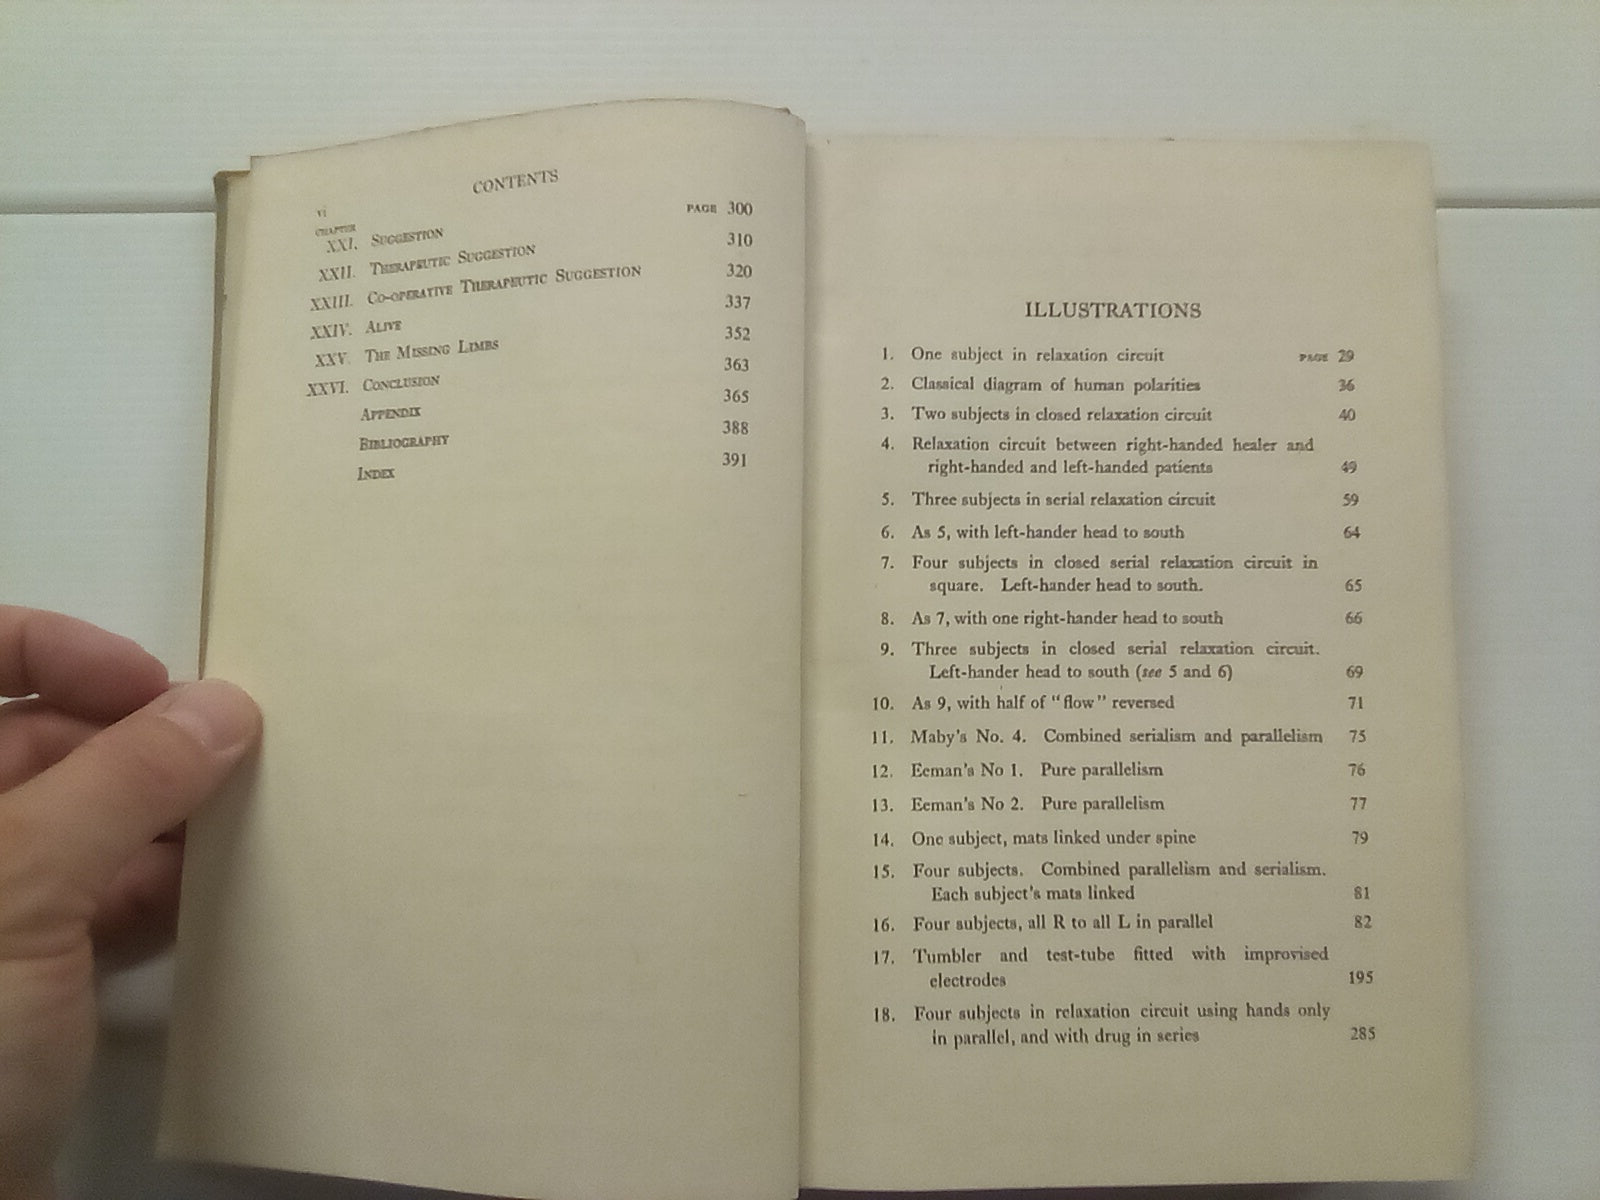 vi
CONTENTS
CHAPTER PAGE
XXI. SUGGESTION 300
XXII. THERAPEUTIC SUGGESTION 310
XXIII. CO-OPERATIVE THERAPEUTIC SUGGESTION 320
XXIV. ALIVE 337
XXV. THE MISSING LIMBS 352
XXVI. CONCLUSION 363
APPENDIX 365
BIBLIOGRAPHY 388
INDEX 391
ILLUSTRATIONS
1. One subject in relaxation circuit PAGE 29
2. Classical diagram of human polarities 36
3. Two subjects in closed relaxation circuit 40
4. Relaxation circuit between right-handed healer and
right-handed and left-handed patients 49
5. Three subjects in serial relaxation circuit 59
6. As 5, with left-hander head to south 64
7. Four subjects in closed serial relaxation circuit in
square. Left-hander head to south. 65
8. As 7, with one right-hander head to south 66
9. Three subjects in closed serial relaxation circuit.
Left-hander head to south (see 5 and 6) 69
10. As 9, with half of "flow" reversed 71
11. Maby's No. 4. Combined serialism and parallelism 75
12. Eeman's No 1. Pure parallelism 76
13. Eeman's No 2. Pure parallelism 77
14. One subject, mats linked under spine 79
15. Four subjects. Combined parallelism and serialism.
Each subject's mats linked 81
16. Four subjects, all R to all L in parallel 82
17. Tumbler and test-tube fitted with improvised
electrodes 195
18. Four subjects in relaxation circuit using hands only
in parallel, and with drug in series 285